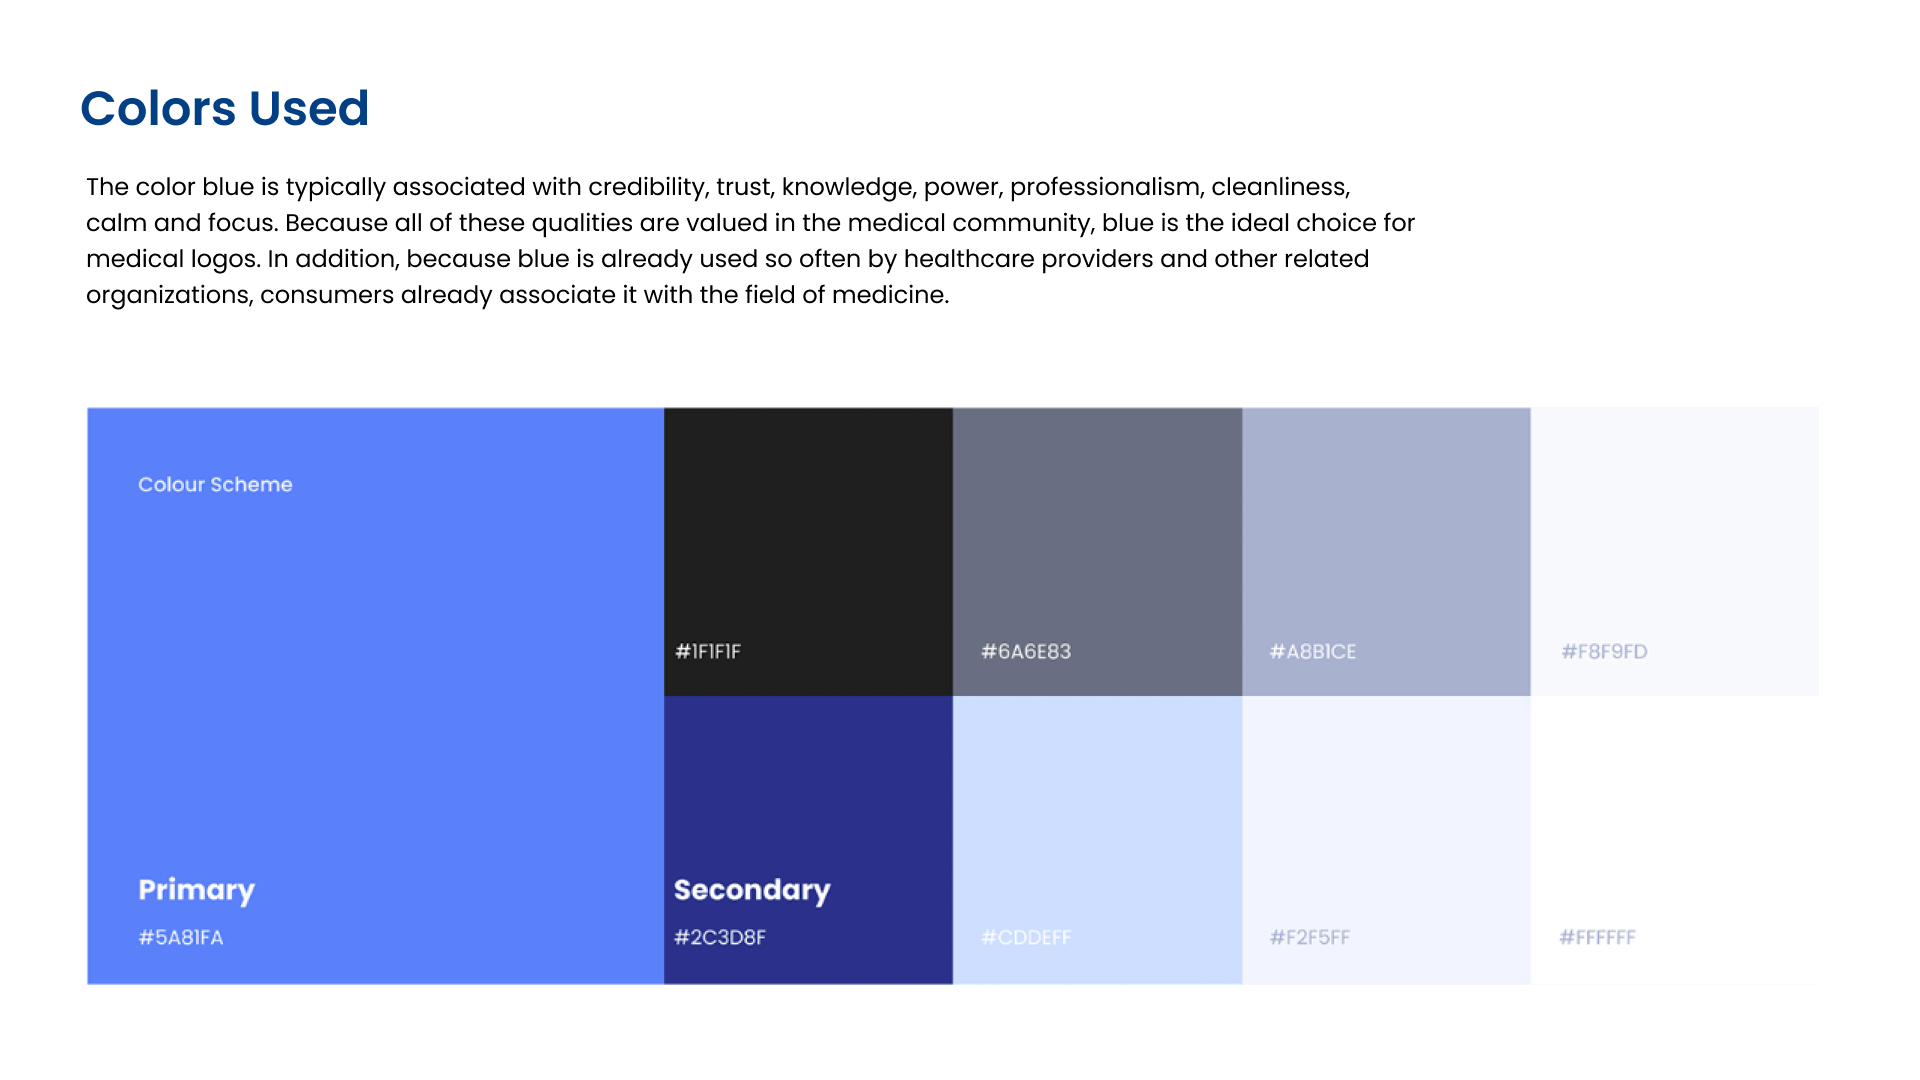 Colors Used
The color blue is typically associated with credibility, trust, knowledge, power, professionalism, cleanliness,
calm and focus. Because all of these qualities are valued in the medical community, blue is the ideal choice for
medical logos. In addition, because blue is already used so often by healthcare providers and other related
organizations, consumers already associate it with the field of medicine.
Colour Scheme
#1F1F1F
#6A6E83
#A8B1CE
#F8F9FD
Primary
#5A81FA
Secondary
#2C3D8F
#CDDEFF
#F2F5FF
#FFFFFF